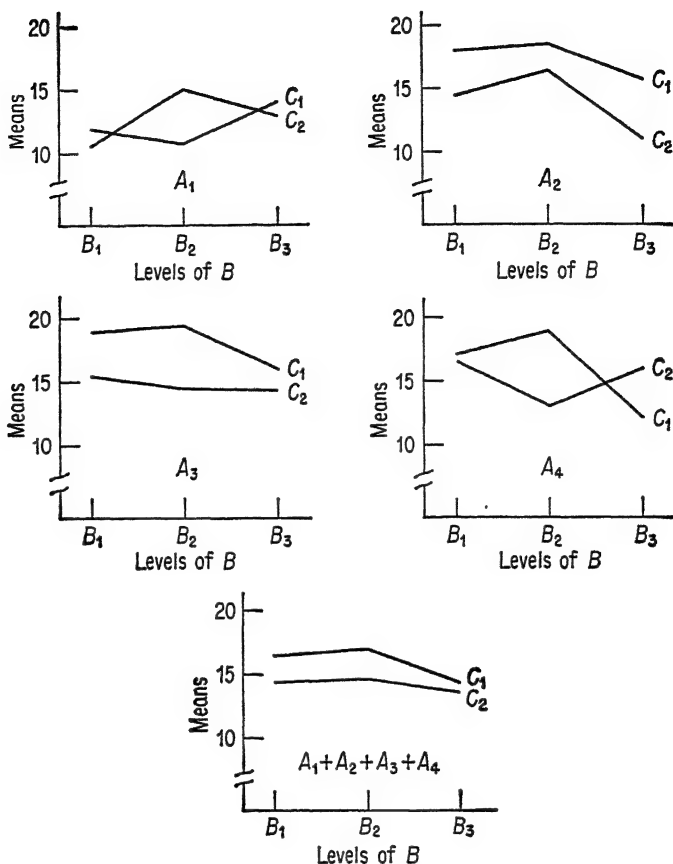 20
15
10
Means
C₁
C₂
A₁
B₁ B₂ B₃
Levels of B
20
15
10
Means
C₁
C₂
A₂
B₁ B₂ B₃
Levels of B
20
15
10
Means
C₁
C₂
A₃
B₁ B₂ B₃
Levels of B
20
15
10
Means
C₂
C₁
A₄
B₁ B₂ B₃
Levels of B
20
15
10
Means
C₁
C₂
A₁+A₂+A₃+A₄
B₁ B₂ B₃
Levels of B